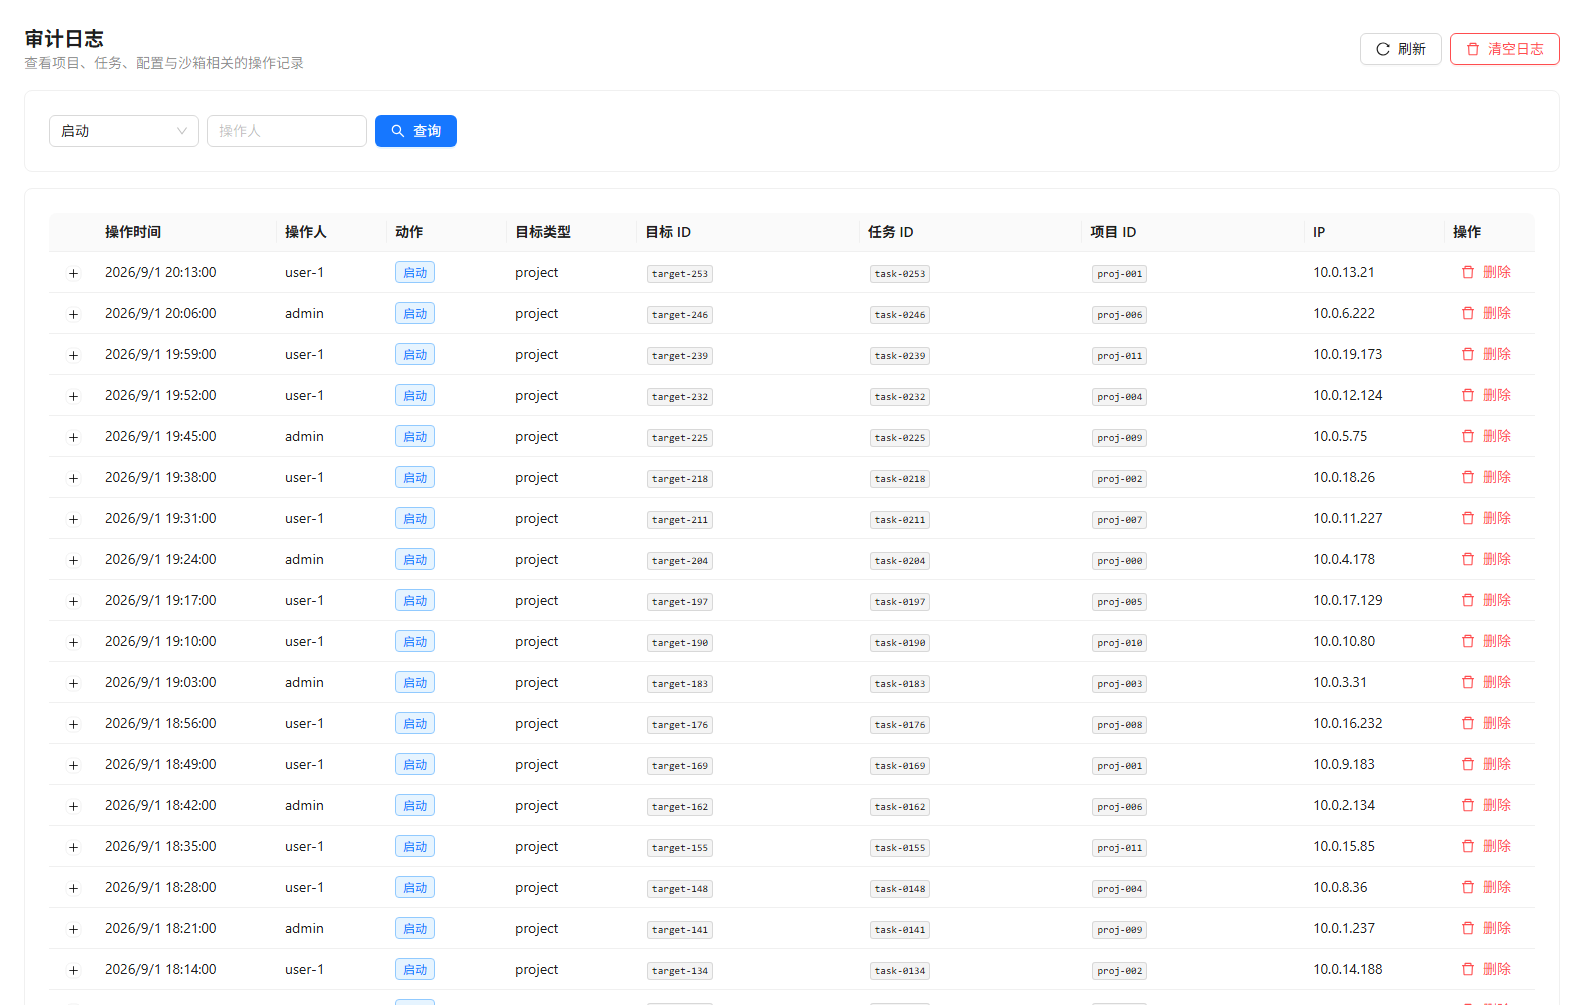 审计日志
查看项目、任务、配置与沙箱相关的操作记录
刷新 清空日志
启动 操作人 查询
操作时间 操作人 动作 目标类型 目标 ID 任务 ID 项目 ID IP 操作
2026/9/1 20:13:00 user-1 启动 project target-253 task-0253 proj-001 10.0.13.21 删除
2026/9/1 20:06:00 admin 启动 project target-246 task-0246 proj-006 10.0.6.222 删除
2026/9/1 19:59:00 user-1 启动 project target-239 task-0239 proj-011 10.0.19.173 删除
2026/9/1 19:52:00 user-1 启动 project target-232 task-0232 proj-004 10.0.12.124 删除
2026/9/1 19:45:00 admin 启动 project target-225 task-0225 proj-009 10.0.5.75 删除
2026/9/1 19:38:00 user-1 启动 project target-218 task-0218 proj-002 10.0.18.26 删除
2026/9/1 19:31:00 user-1 启动 project target-211 task-0211 proj-007 10.0.11.227 删除
2026/9/1 19:24:00 admin 启动 project target-204 task-0204 proj-000 10.0.4.178 删除
2026/9/1 19:17:00 user-1 启动 project target-197 task-0197 proj-005 10.0.17.129 删除
2026/9/1 19:10:00 user-1 启动 project target-190 task-0190 proj-010 10.0.10.80 删除
2026/9/1 19:03:00 admin 启动 project target-183 task-0183 proj-003 10.0.3.31 删除
2026/9/1 18:56:00 user-1 启动 project target-176 task-0176 proj-008 10.0.16.232 删除
2026/9/1 18:49:00 user-1 启动 project target-169 task-0169 proj-001 10.0.9.183 删除
2026/9/1 18:42:00 admin 启动 project target-162 task-0162 proj-006 10.0.2.134 删除
2026/9/1 18:35:00 user-1 启动 project target-155 task-0155 proj-011 10.0.15.85 删除
2026/9/1 18:28:00 user-1 启动 project target-148 task-0148 proj-004 10.0.8.36 删除
2026/9/1 18:21:00 admin 启动 project target-141 task-0141 proj-009 10.0.1.237 删除
2026/9/1 18:14:00 user-1 启动 project target-134 task-0134 proj-002 10.0.14.188 删除